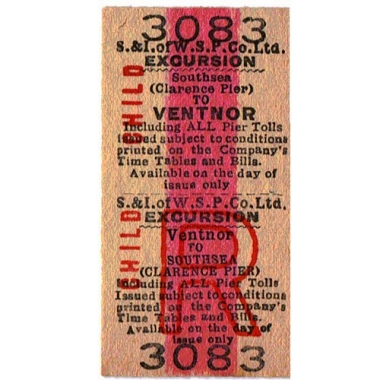 3083
S.&I.of W.S.P.Co.Ltd.
EXCURSION
Southsea
(Clarence Pier)
TO
VENTNOR
Including ALL Pier Tolls
Issued subject to conditions
printed on the Company's
Time Tables and Bills.
Available on the day of
issue only
CHILD
S.&I.of W.S.P.Co.Ltd.
EXCURSION
Ventnor
TO
SOUTHSEA
(CLARENCE PIER)
Including ALL Pier Tolls
Issued subject to conditions
printed on the Company's
Time Tables and Bills.
Available on the day of
issue only
CHILD
R
3083